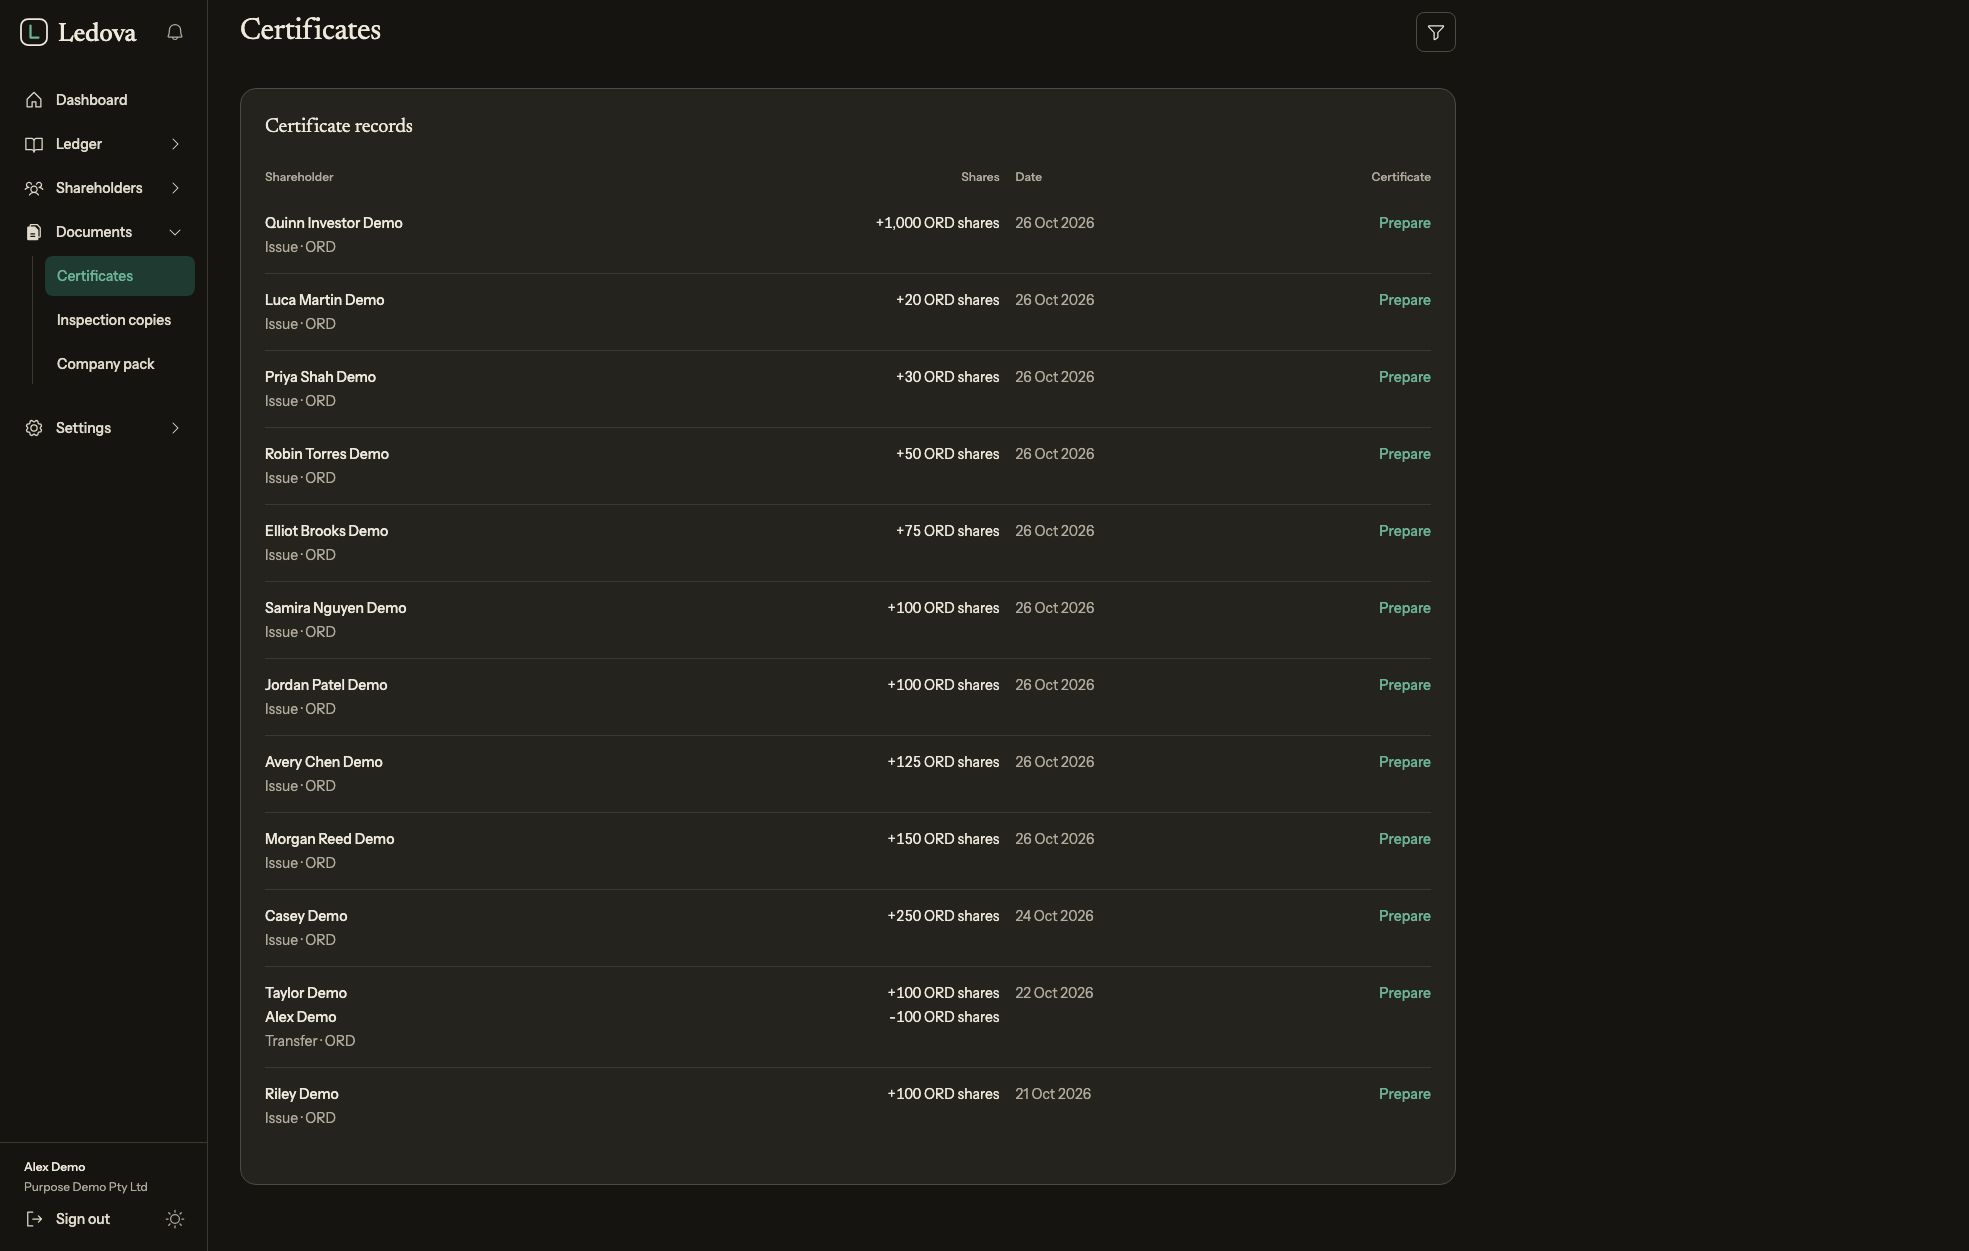 Ledova
Dashboard
Ledger
Shareholders
Documents
Certificates
Inspection copies
Company pack
Settings
Alex Demo
Purpose Demo Pty Ltd
Sign out
Certificates
Certificate records
Shareholder Shares Date Certificate
Quinn Investor Demo +1,000 ORD shares 26 Oct 2026 Prepare
Issue · ORD
Luca Martin Demo +20 ORD shares 26 Oct 2026 Prepare
Issue · ORD
Priya Shah Demo +30 ORD shares 26 Oct 2026 Prepare
Issue · ORD
Robin Torres Demo +50 ORD shares 26 Oct 2026 Prepare
Issue · ORD
Elliot Brooks Demo +75 ORD shares 26 Oct 2026 Prepare
Issue · ORD
Samira Nguyen Demo +100 ORD shares 26 Oct 2026 Prepare
Issue · ORD
Jordan Patel Demo +100 ORD shares 26 Oct 2026 Prepare
Issue · ORD
Avery Chen Demo +125 ORD shares 26 Oct 2026 Prepare
Issue · ORD
Morgan Reed Demo +150 ORD shares 26 Oct 2026 Prepare
Issue · ORD
Casey Demo +250 ORD shares 24 Oct 2026 Prepare
Issue · ORD
Taylor Demo +100 ORD shares 22 Oct 2026 Prepare
Alex Demo -100 ORD shares
Transfer · ORD
Riley Demo +100 ORD shares 21 Oct 2026 Prepare
Issue · ORD